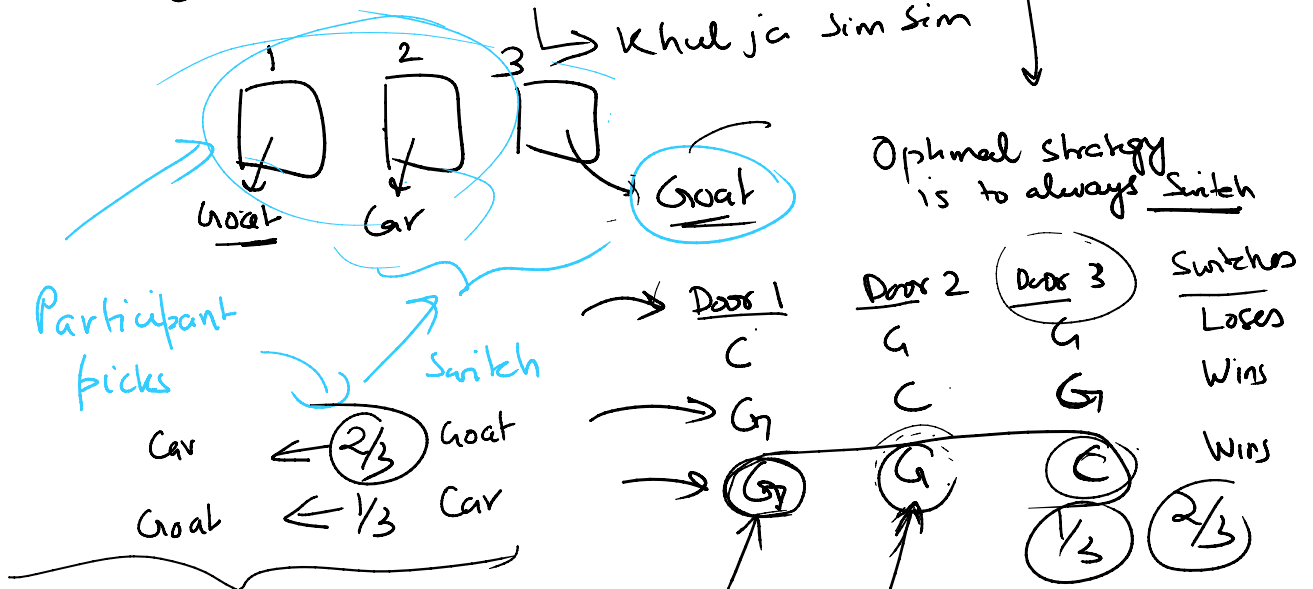 Khul ja Sim Sim
1 2 3
Goat Car Goat
Optimal strategy
is to always Switch
Participant
picks
Switch
Car 2/3 Goat
Goat 1/3 Car
Door 1 Door 2 Door 3 Switches
C G G Loses
G C G Wins
G G C Wins
1/3 2/3